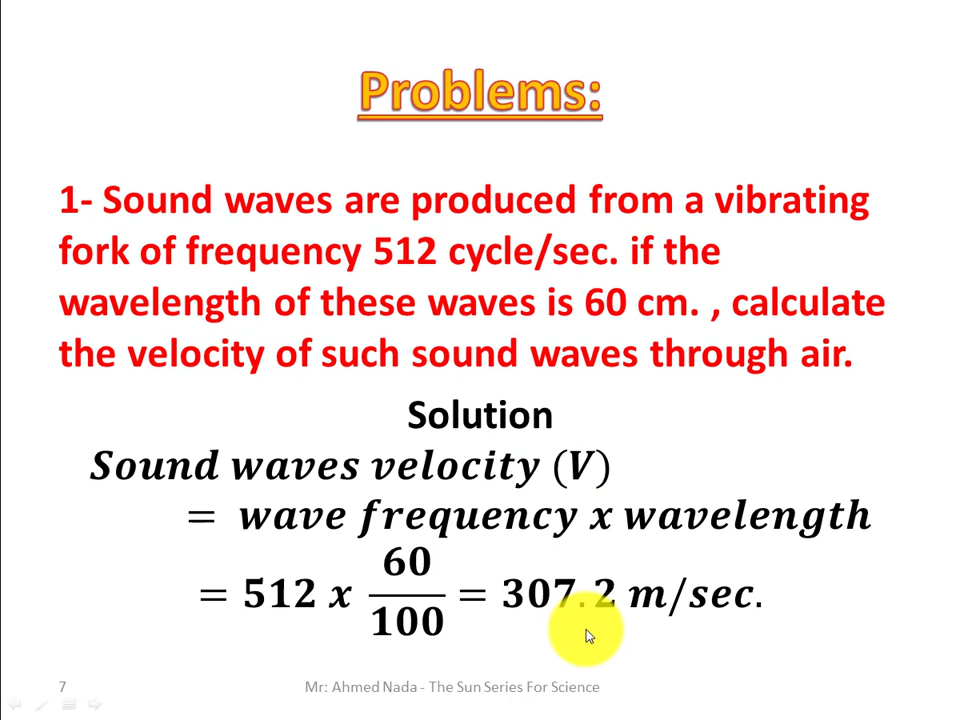 Problems:
1- Sound waves are produced from a vibrating
fork of frequency 512 cycle/sec. if the
wavelength of these waves is 60 cm. , calculate
the velocity of such sound waves through air.
Solution
Sound waves velocity (V)
= wave frequency x wavelength
= 512 x 60/100 = 307.2 m/sec.
7 Mr: Ahmed Nada - The Sun Series For Science